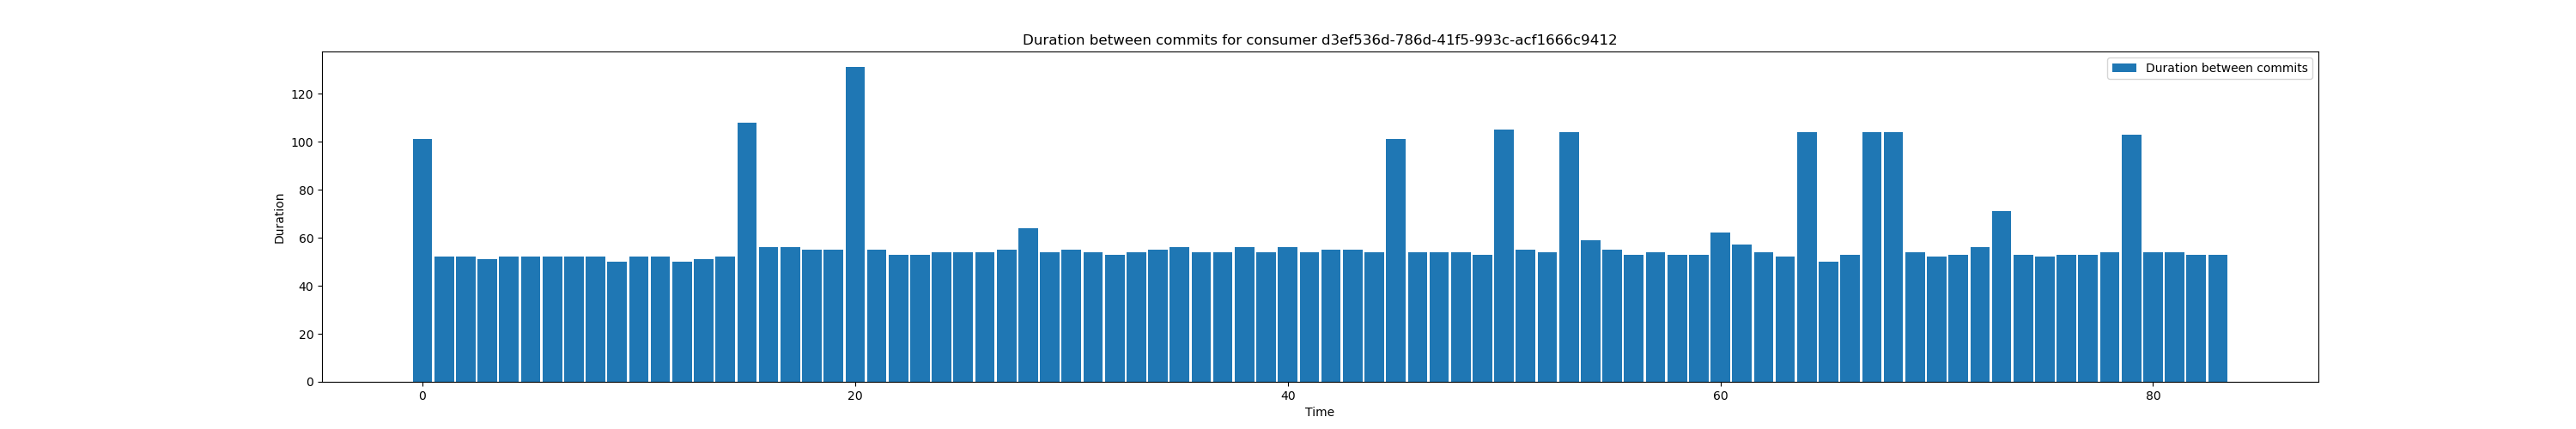 Duration between commits for consumer d3ef536d-786d-41f5-993c-acf1666c9412
Duration between commits
120
100
80
60
40
20
0
Duration
0 20 40 60 80
Time